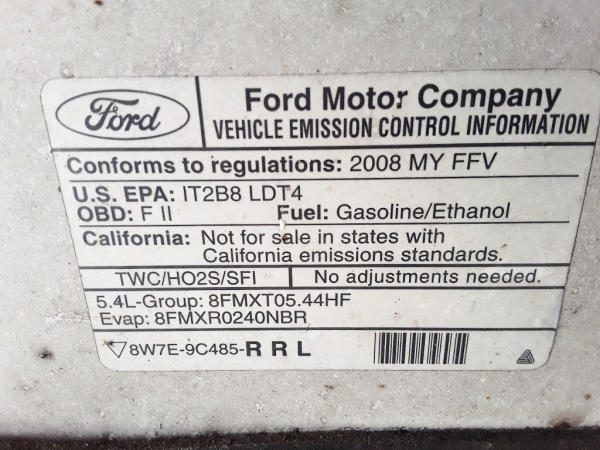 Ford
Ford Motor Company
VEHICLE EMISSION CONTROL INFORMATION
Conforms to regulations: 2008 MY FFV
U.S. EPA: IT2B8 LDT4
OBD: F II Fuel: Gasoline/Ethanol
California: Not for sale in states with
California emissions standards.
TWC/HO2S/SFI No adjustments needed.
5.4L-Group: 8FMXT05.44HF
Evap: 8FMXR0240NBR
8W7E-9C485-R R L